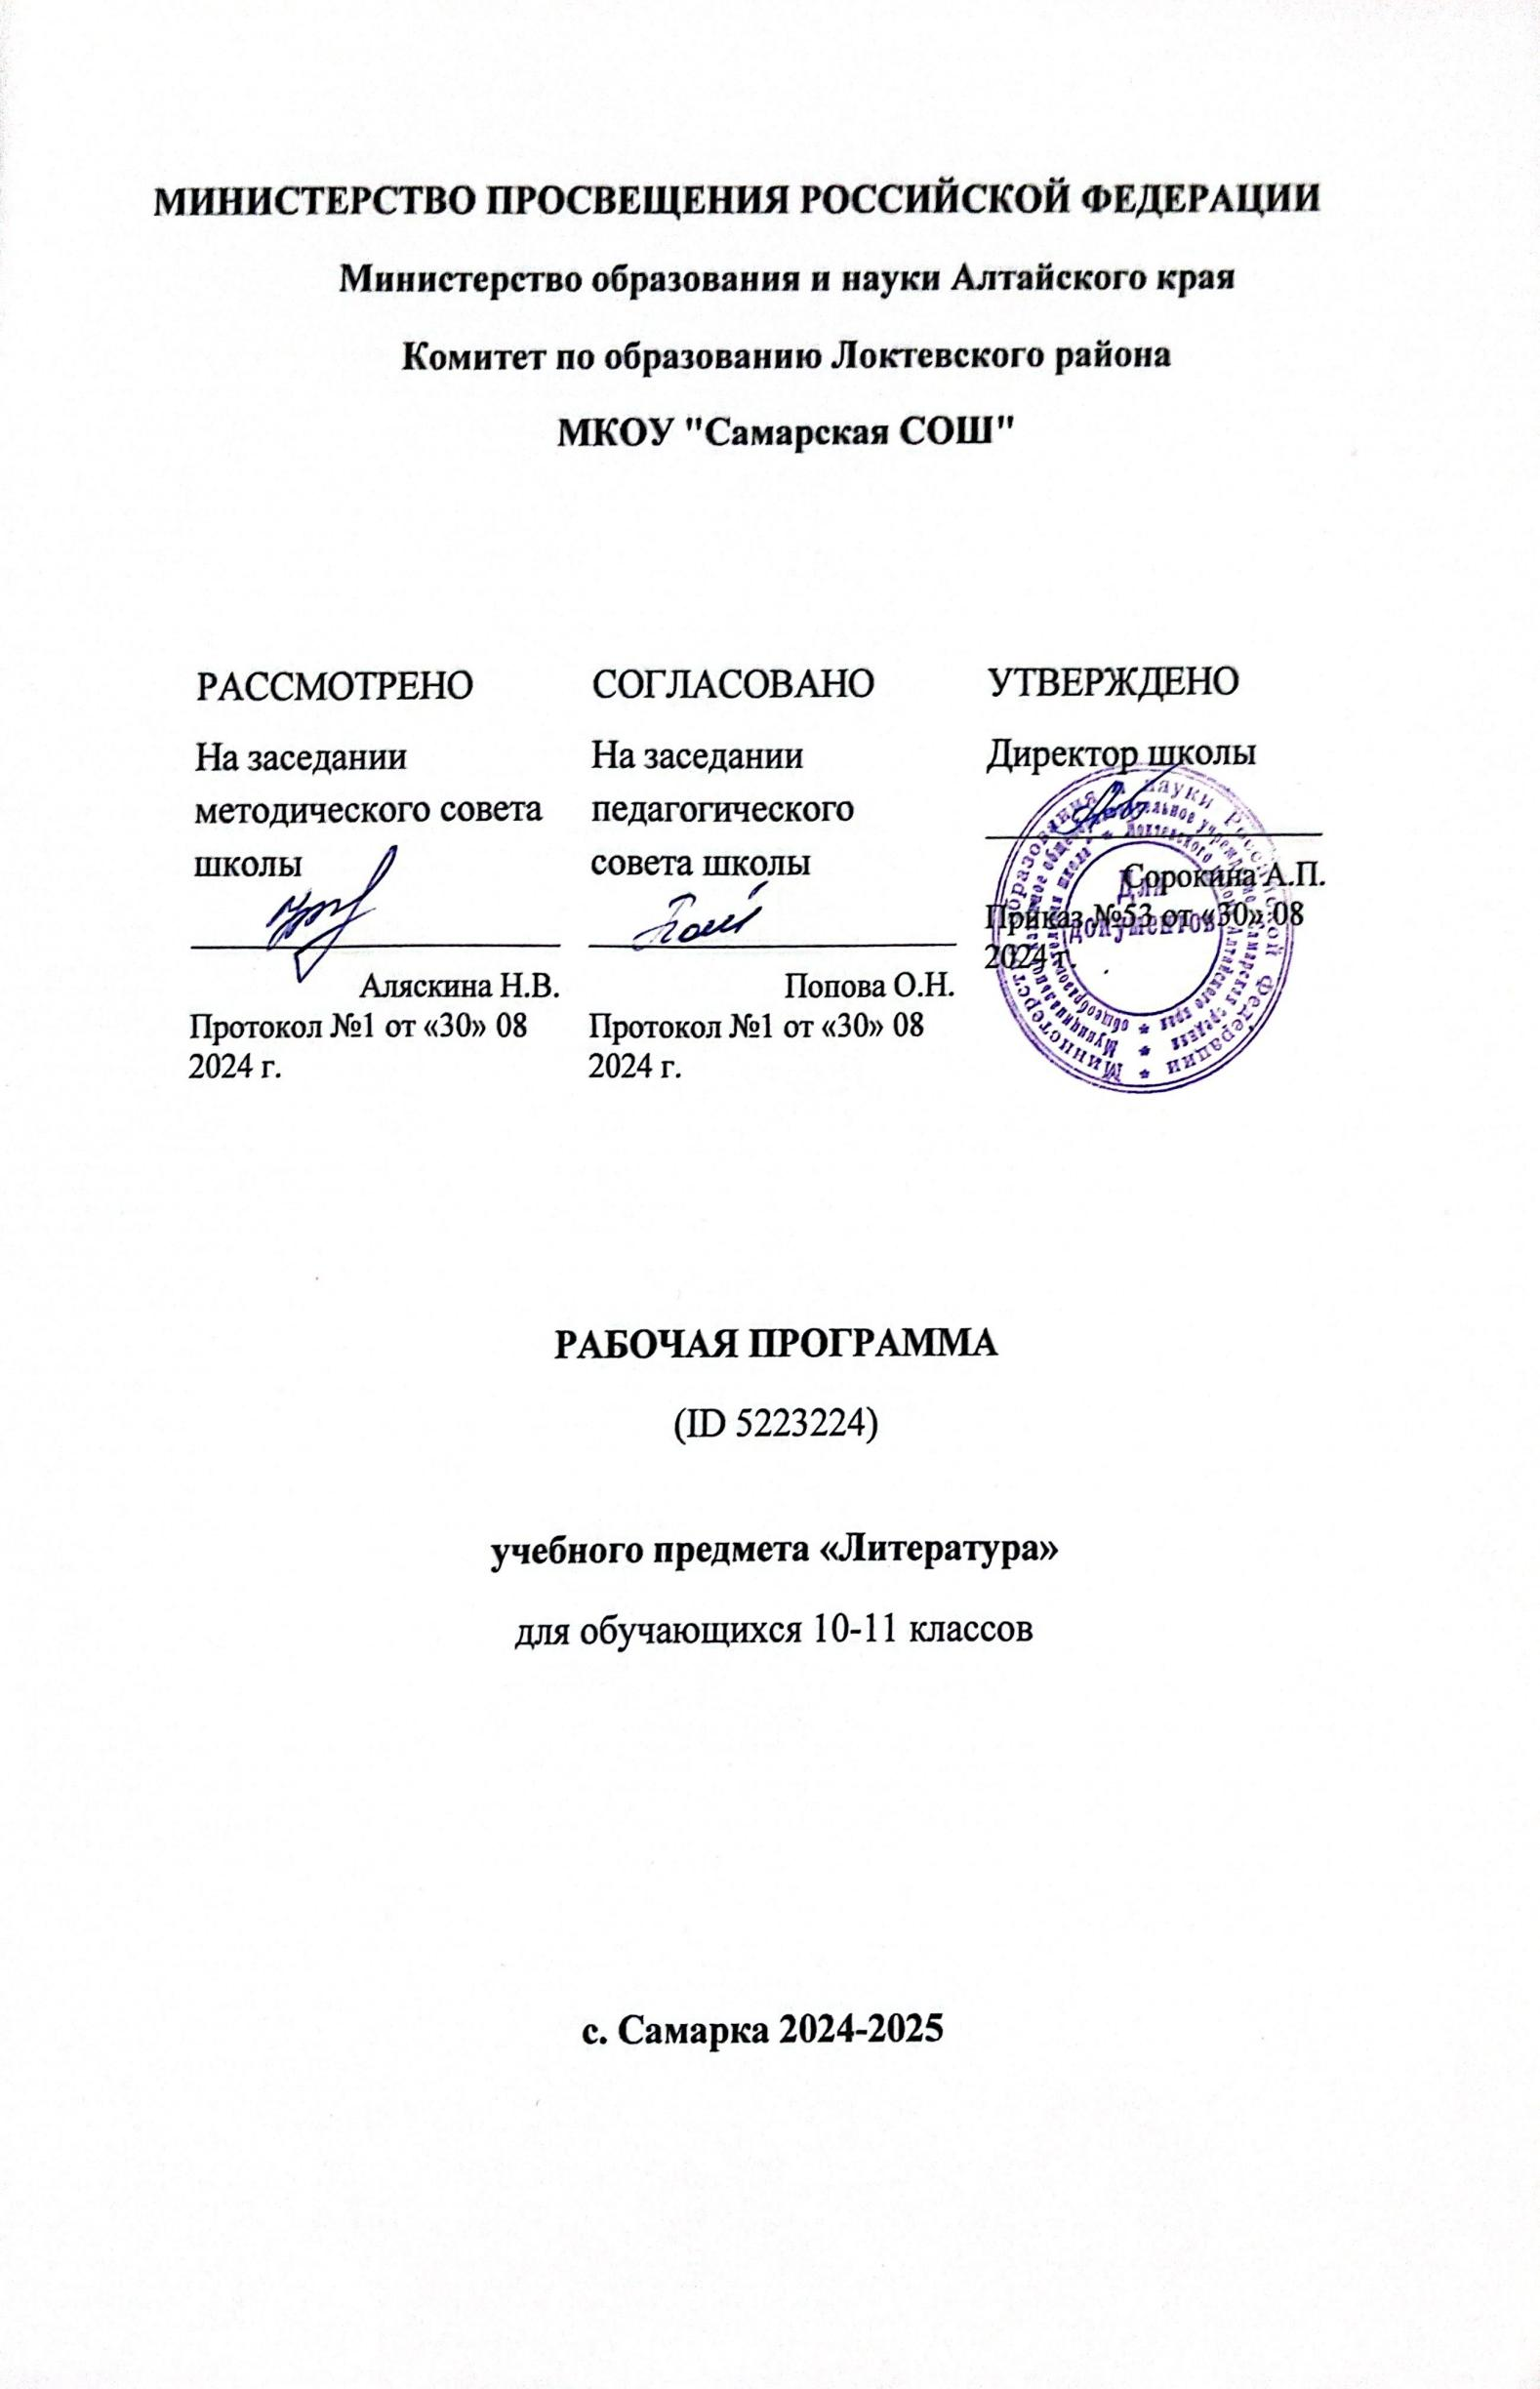 МИНИСТЕРСТВО ПРОСВЕЩЕНИЯ РОССИЙСКОЙ ФЕДЕРАЦИИ
Министерство образования и науки Алтайского края
Комитет по образованию Локтевского района
МКОУ "Самарская СОШ"
РАССМОТРЕНО
На заседании
методического совета
школы
Аляскина Н.В.
Протокол №1 от «30» 08
2024 г.
СОГЛАСОВАНО
На заседании
педагогического
совета школы
Попова О.Н.
Протокол №1 от «30» 08
2024 г.
УТВЕРЖДЕНО
Директор школы
Сорокина А.П.
Приказ №53 от «30» 08
2024 г.
Для
документов
РАБОЧАЯ ПРОГРАММА
(ID 5223224)
учебного предмета «Литература»
для обучающихся 10-11 классов
с. Самарка 2024-2025